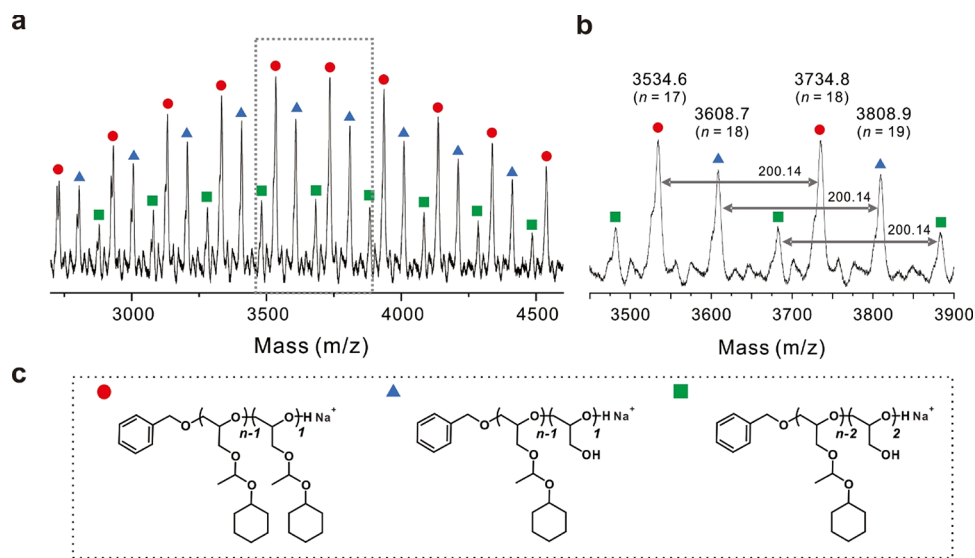 a
3000 3500 4000 4500
Mass (m/z)
b
3534.6
(n = 17)
3608.7
(n = 18)
3734.8
(n = 18)
3808.9
(n = 19)
200.14
200.14
200.14
3500 3600 3700 3800 3900
Mass (m/z)
c
O O O H Na+
n-1 1
O O
O O
O O O H Na+
n-1 1
O OH
O
O O O H Na+
n-2 2
O OH
O